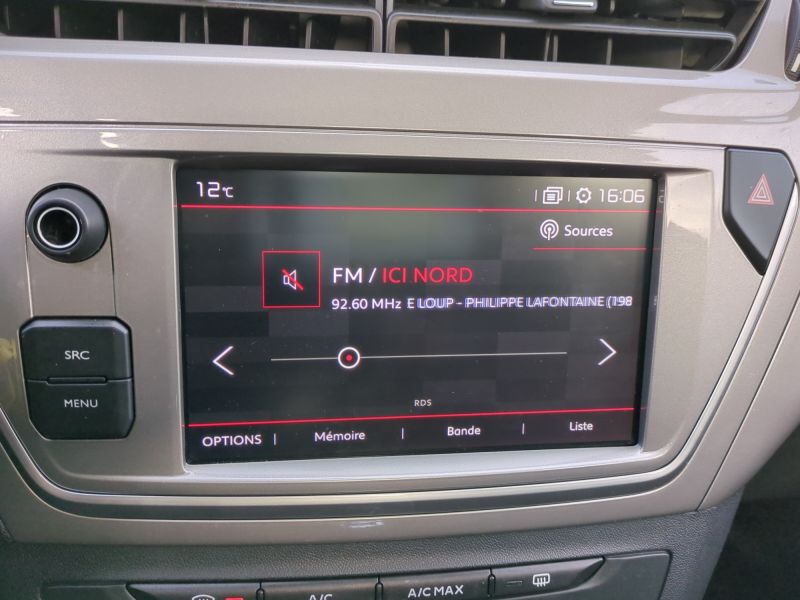 12°C
16:06
Sources
FM / ICI NORD
92.60 MHz E LOUP - PHILIPPE LAFONTAINE (198
SRC
MENU
RDS
OPTIONS | Mémoire | Bande | Liste
A/C
A/C MAX